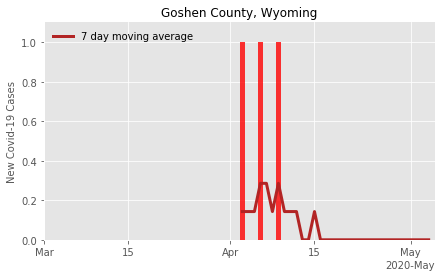 Goshen County, Wyoming
7 day moving average
New Covid-19 Cases
1.0
0.8
0.6
0.4
0.2
0.0
Mar 15 Apr 15 May
2020-May